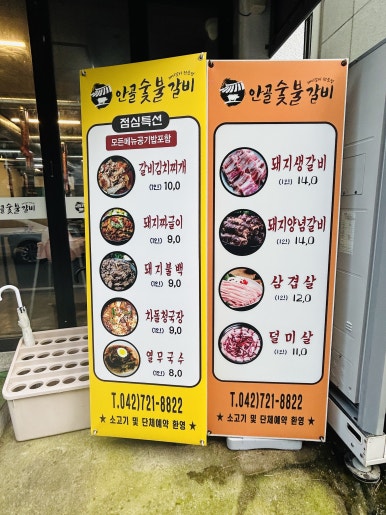 안골숯불갈비
점심특선
모든메뉴공기밥포함
갈비김치찌개
(1인) 10,0
돼지짜글이
(1인) 9,0
돼지불백
(1인) 9,0
차돌청국장
(1인) 9,0
열무국수
(1인) 8,0
T.042)721-8822
★ 소고기 및 단체예약 환영 ★
안골숯불갈비
돼지생갈비
(1인) 14,0
돼지양념갈비
(1인) 14,0
삼겹살
(1인) 12,0
덜미살
(1인) 11,0
T.042)721-8822
★ 소고기 및 단체예약 환영 ★
골숯불갈비